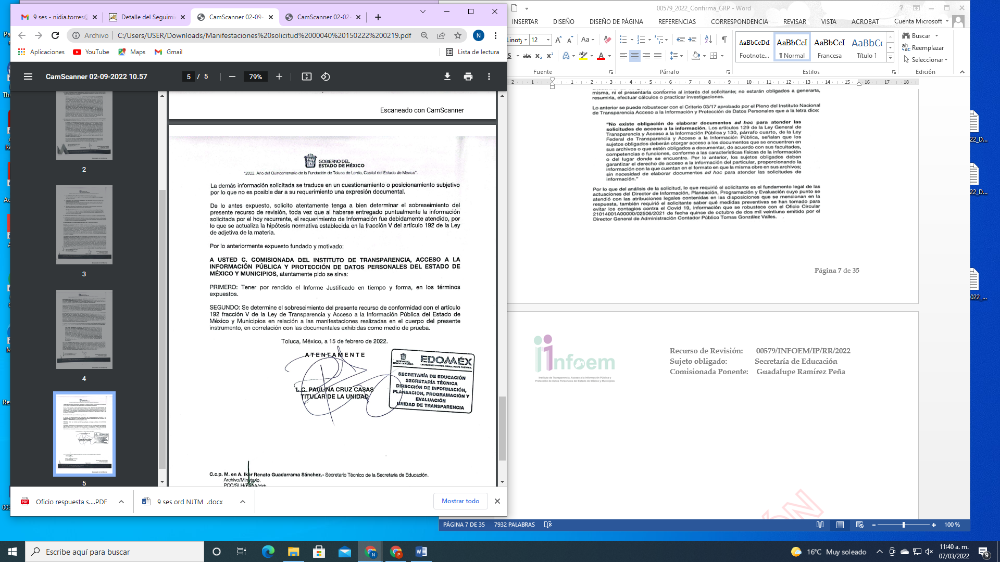 9 ses - nidia.torres@
Detalle del Seguimi
CamScanner 02-09-
CamScanner 02-02-
Archivo
C:/Users/USER/Downloads/Manifestaciones%20solicitud%2000040%20150222%200219.pdf
N
Aplicaciones
YouTube
Maps
Gmail
Lista de lectura
CamScanner 02-09-2022 10.57
5 / 5
79%
2
3
4
5
Escaneado con CamScanner
GOBIERNO DEL
ESTADO DE MÉXICO
"2022. Año del Quincentenario de la Fundación de Toluca de Lerdo, Capital del Estado de México".
La demás información solicitada se traduce en un cuestionamiento o posicionamiento subjetivo
por lo que no es posible dar a su requerimiento una expresión documental.
De lo antes expuesto, solicito atentamente tenga a bien determinar el sobreseimiento del
presente recurso de revisión, toda vez que al haberse entregado puntualmente la información
solicitada por el hoy recurrente, el requerimiento de Información fue debidamente atendido, por
lo que se actualiza la hipótesis normativa establecida en la fracción V del artículo 192 de la Ley
de adjetiva de la materia.
Por lo anteriormente expuesto fundado y motivado:
A USTED C. COMISIONADA DEL INSTITUTO DE TRANSPARENCIA, ACCESO A LA
INFORMACIÓN PÚBLICA Y PROTECCIÓN DE DATOS PERSONALES DEL ESTADO DE
MÉXICO Y MUNICIPIOS, atentamente pido se sirva:
PRIMERO: Tener por rendido el Informe Justificado en tiempo y forma, en los términos
expuestos.
SEGUNDO: Se determine el sobreseimiento del presente recurso de conformidad con el artículo
192 fracción V de la Ley de Transparencia y Acceso a la Información Pública del Estado de
México y Municipios en relación a las manifestaciones realizadas en el cuerpo del presente
instrumento, en correlación con las documentales exhibidas como medio de prueba.
Toluca, México, a 15 de febrero de 2022.
ATENTAMENTE
L.C. PAULINA CRUZ CASAS
TITULAR DE LA UNIDAD
GOBIERNO DEL
ESTADO DE MÉXICO
EDOMÉX
DECISIONES FIRMES, RESULTADOS FUERTES.
SECRETARÍA DE EDUCACIÓN
SECRETARÍA TÉCNICA
DIRECCIÓN DE INFORMACIÓN,
PLANEACIÓN, PROGRAMACIÓN Y
EVALUACIÓN
UNIDAD DE TRANSPARENCIA
C.c.p. M. en A. Iker Renato Guadarrama Sánchez.- Secretario Técnico de la Secretaría de Educación.
Archivo/Minutario.
Oficio respuesta s....PDF
9 ses ord NJTM .docx
Mostrar todo
00579_2022_Confirma_GRP - Word
INSERTAR
DISEÑO
DISEÑO DE PÁGINA
REFERENCIAS
CORRESPONDENCIA
REVISAR
VISTA
ACROBAT
Cuenta Microsoft
Linoty
12
AaBbCcDd
Footnote...
AaBbCcI
¶ Normal
AaBbCcI
Francesa
AaBbCc
Título 1
Buscar
Reemplazar
Seleccionar
Fuente
Párrafo
Estilos
Edición
2 1 1 2 3 4 5 6 7 8 9 10 11 12 13 14 15 16 17 18
misma, ni el presentarla conforme al interés del solicitante; no estarán obligados a generarla,
resumirla, efectuar cálculos o practicar investigaciones.
Lo anterior se puede robustecer con el Criterio 03/17 aprobado por el Pleno del Instituto Nacional
de Transparencia Acceso a la Información y Protección de Datos Personales que a la letra dice:
"No existe obligación de elaborar documentos ad hoc para atender las
solicitudes de acceso a la información. Los artículos 129 de la Ley General de
Transparencia y Acceso a la Información Pública y 130, párrafo cuarto, de la Ley
Federal de Transparencia y Acceso a la Información Pública, señalan que los
sujetos obligados deberán otorgar acceso a los documentos que se encuentren en
sus archivos o que estén obligados a documentar, de acuerdo con sus facultades,
competencias o funciones, conforme a las características físicas de la información
o del lugar donde se encuentre. Por lo anterior, los sujetos obligados deben
garantizar el derecho de acceso a la información del particular, proporcionando la
información con la que cuentan en el formato en que la misma obre en sus archivos;
sin necesidad de elaborar documentos ad hoc para atender las solicitudes de
información."
Por lo que del análisis de la solicitud, lo que requirió el solicitante es el fundamento legal de las
actuaciones del Director de Información, Planeación, Programación y Evaluación cuyo punto se
atendió con las atribuciones legales contenidas en las disposiciones que se mencionan en la
respuesta, también requirió el solicitante saber qué medidas preventivas se han tomado para
evitar los contagios contra el Covid 19, información que se robustece con el Oficio Circular
21014001A00000/02506/2021 de fecha quince de octubre de dos mil veintiuno emitido por el
Director General de Administración Contador Público Tomas González Valles.
Página 7 de 35
infoem
Instituto de Transparencia, Acceso a la Información Pública y
Protección de Datos Personales del Estado de México y Municipios
Recurso de Revisión: 00579/INFOEM/IP/RR/2022
Sujeto obligado: Secretaría de Educación
Comisionada Ponente: Guadalupe Ramírez Peña
PÁGINA 7 DE 35
7932 PALABRAS
100 %
Escribe aquí para buscar
16°C Muy soleado
11:40 a. m.
07/03/2022
9